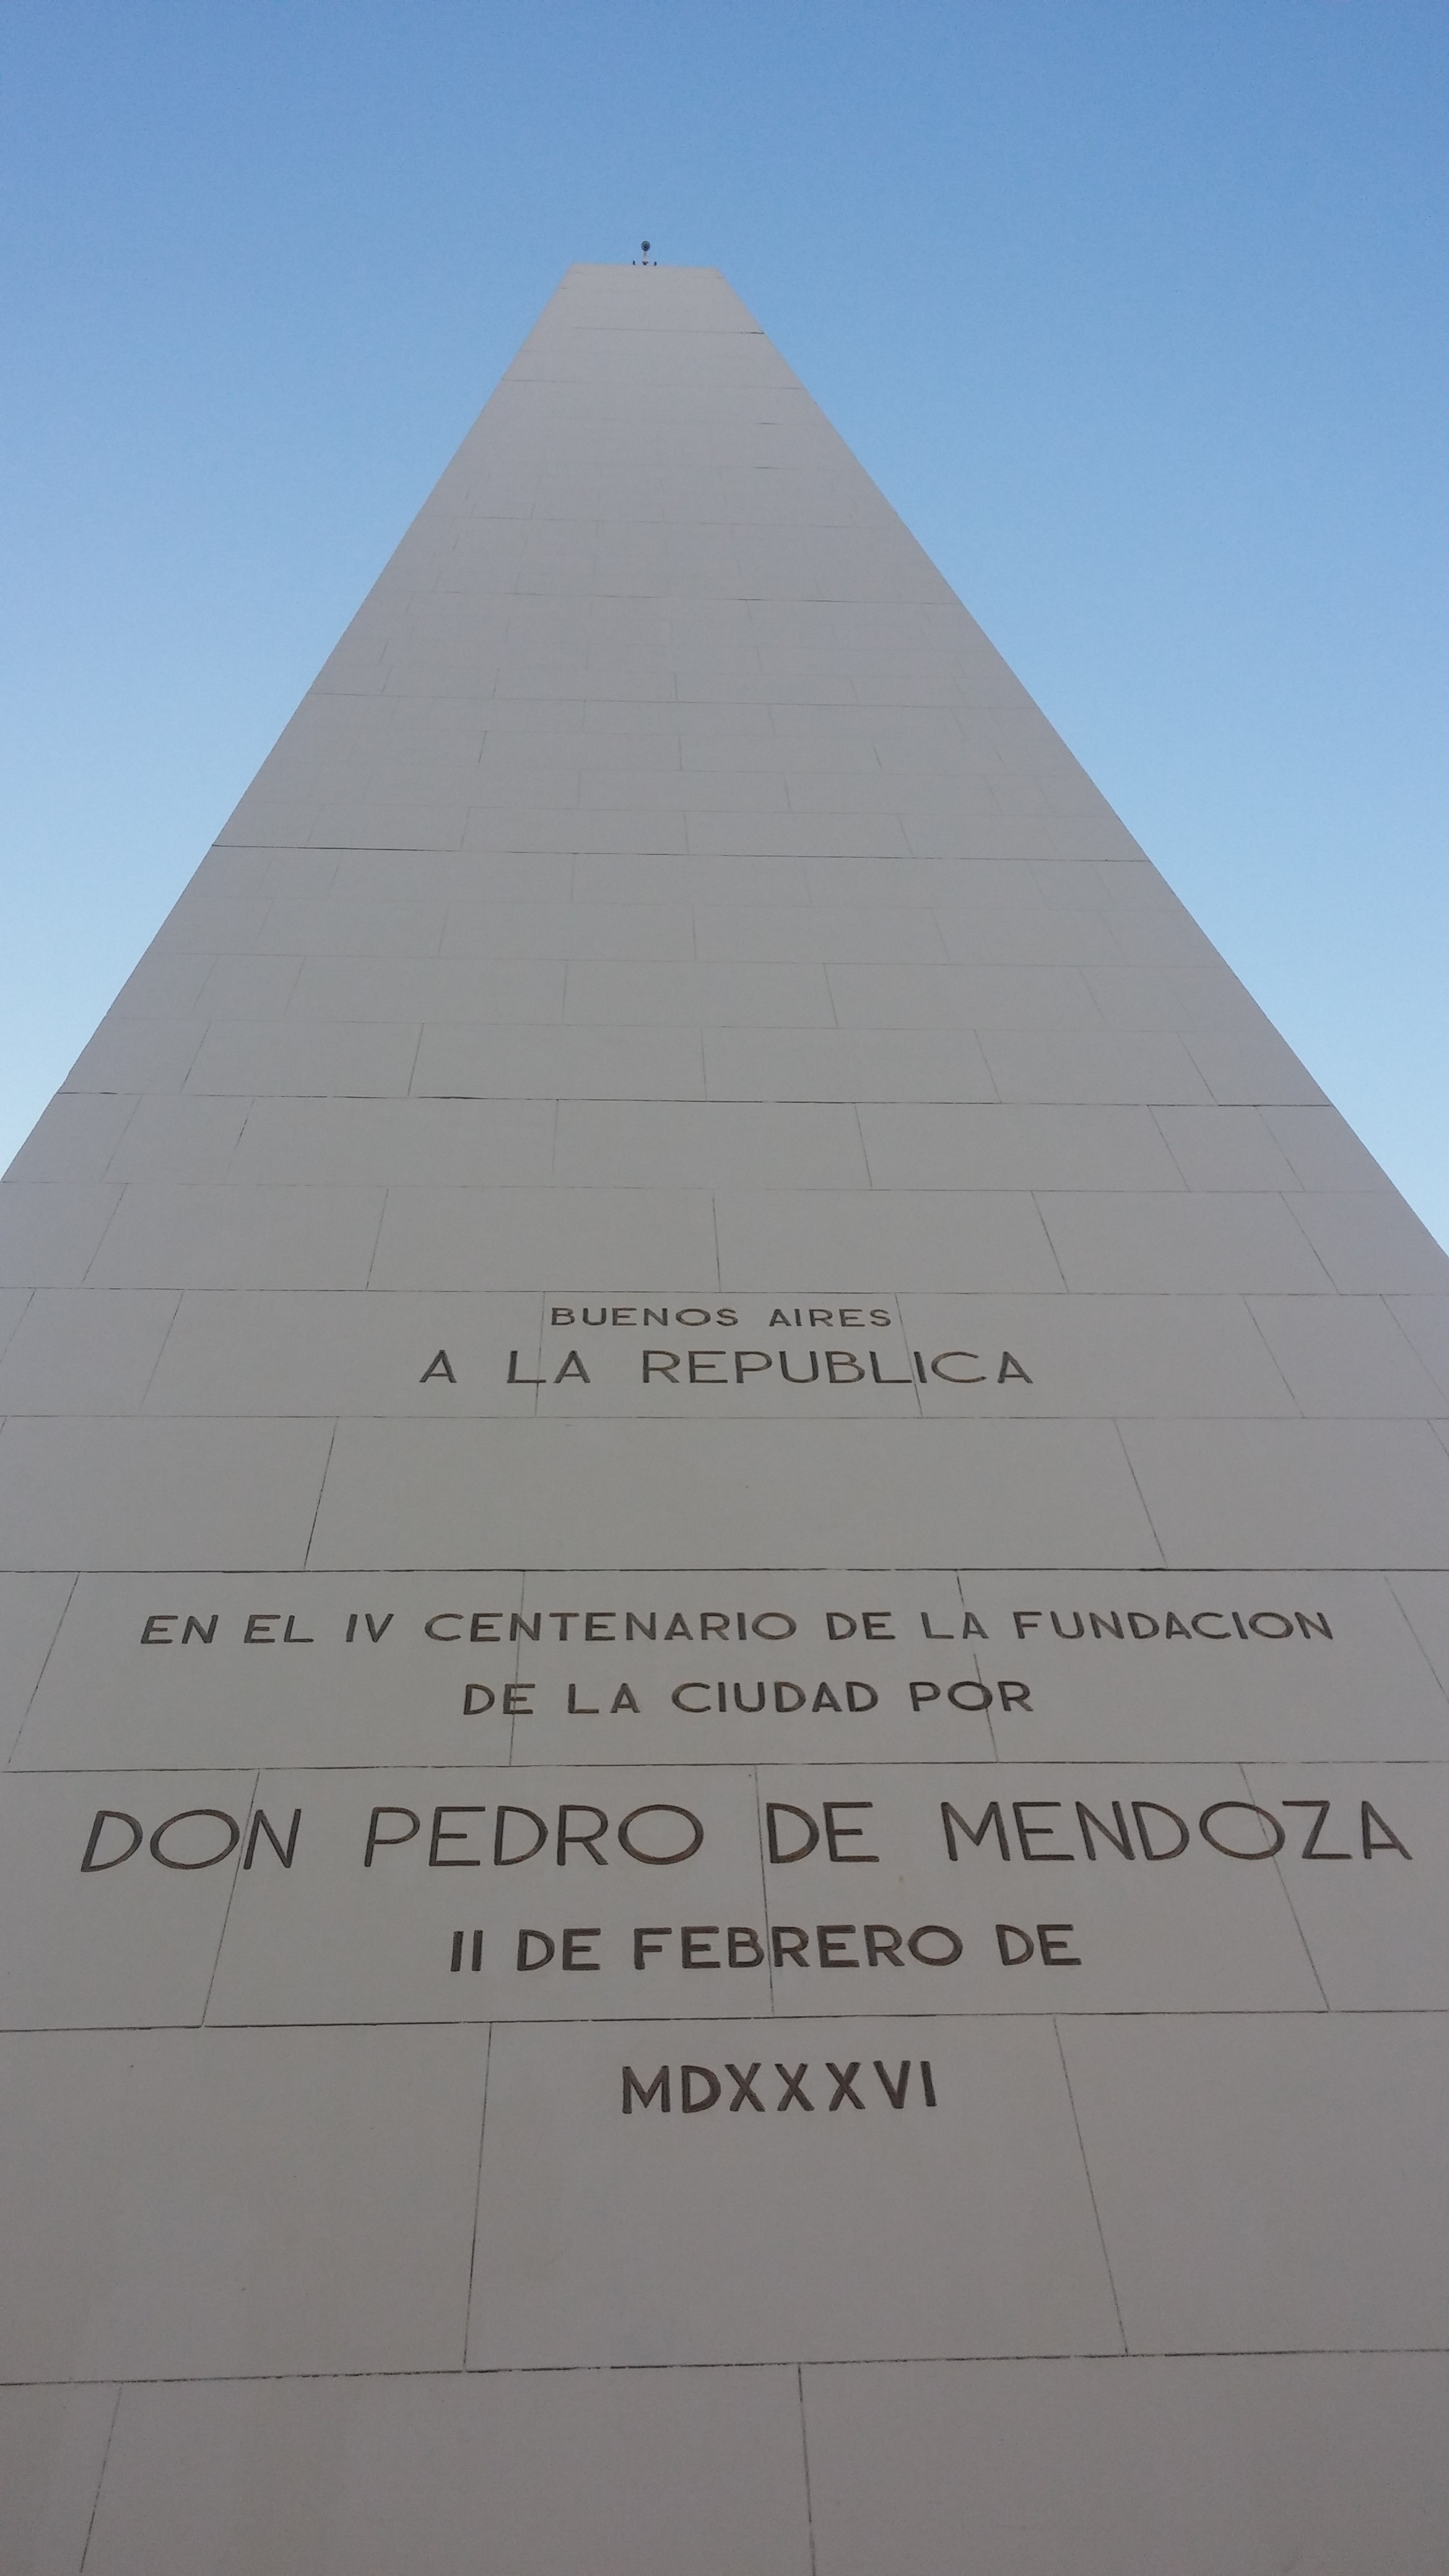 BUENOS AIRES
A LA REPUBLICA
EN EL IV CENTENARIO DE LA FUNDACION
DE LA CIUDAD POR
DON PEDRO DE MENDOZA
II DE FEBRERO DE
MDXXXVI